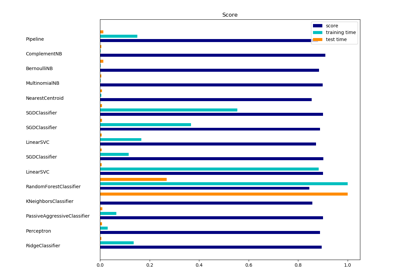 Score
score
training time
test time
Pipeline
ComplementNB
BernoulliNB
MultinomialNB
NearestCentroid
SGDClassifier
SGDClassifier
LinearSVC
SGDClassifier
LinearSVC
RandomForestClassifier
KNeighborsClassifier
PassiveAggressiveClassifier
Perceptron
RidgeClassifier
0.0 0.2 0.4 0.6 0.8 1.0